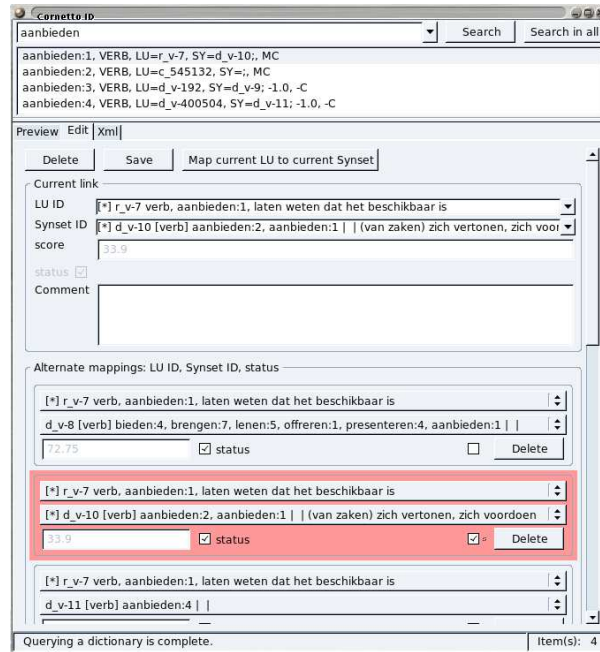 Cornetto ID
aanbieden Search Search in all
aanbieden:1, VERB, LU=r_v-7, SY=d_v-10;, MC
aanbieden:2, VERB, LU=c_545132, SY=;, MC
aanbieden:3, VERB, LU=d_v-192, SY=d_v-9; -1.0, -C
aanbieden:4, VERB, LU=d_v-400504, SY=d_v-11; -1.0, -C
Preview Edit Xml
Delete Save Map current LU to current Synset
Current link
LU ID [*] r_v-7 verb, aanbieden:1, laten weten dat het beschikbaar is
Synset ID [*] d_v-10 [verb] aanbieden:2, aanbieden:1 | | (van zaken) zich vertonen, zich voor
score 33.9
status
Comment
Alternate mappings: LU ID, Synset ID, status
[*] r_v-7 verb, aanbieden:1, laten weten dat het beschikbaar is
d_v-8 [verb] bieden:4, brengen:7, lenen:5, offreren:1, presenteren:4, aanbieden:1 | |
72.75 status Delete
[*] r_v-7 verb, aanbieden:1, laten weten dat het beschikbaar is
[*] d_v-10 [verb] aanbieden:2, aanbieden:1 | | (van zaken) zich vertonen, zich voordoen
33.9 status Delete
[*] r_v-7 verb, aanbieden:1, laten weten dat het beschikbaar is
d_v-11 [verb] aanbieden:4 | |
Querying a dictionary is complete. Item(s): 4